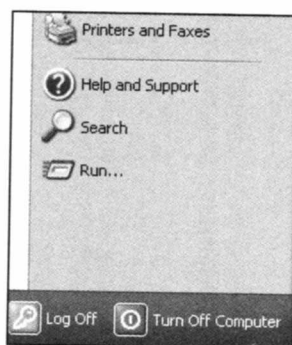 Printers and Faxes
Help and Support
Search
Run...
Log Off Turn Off Computer